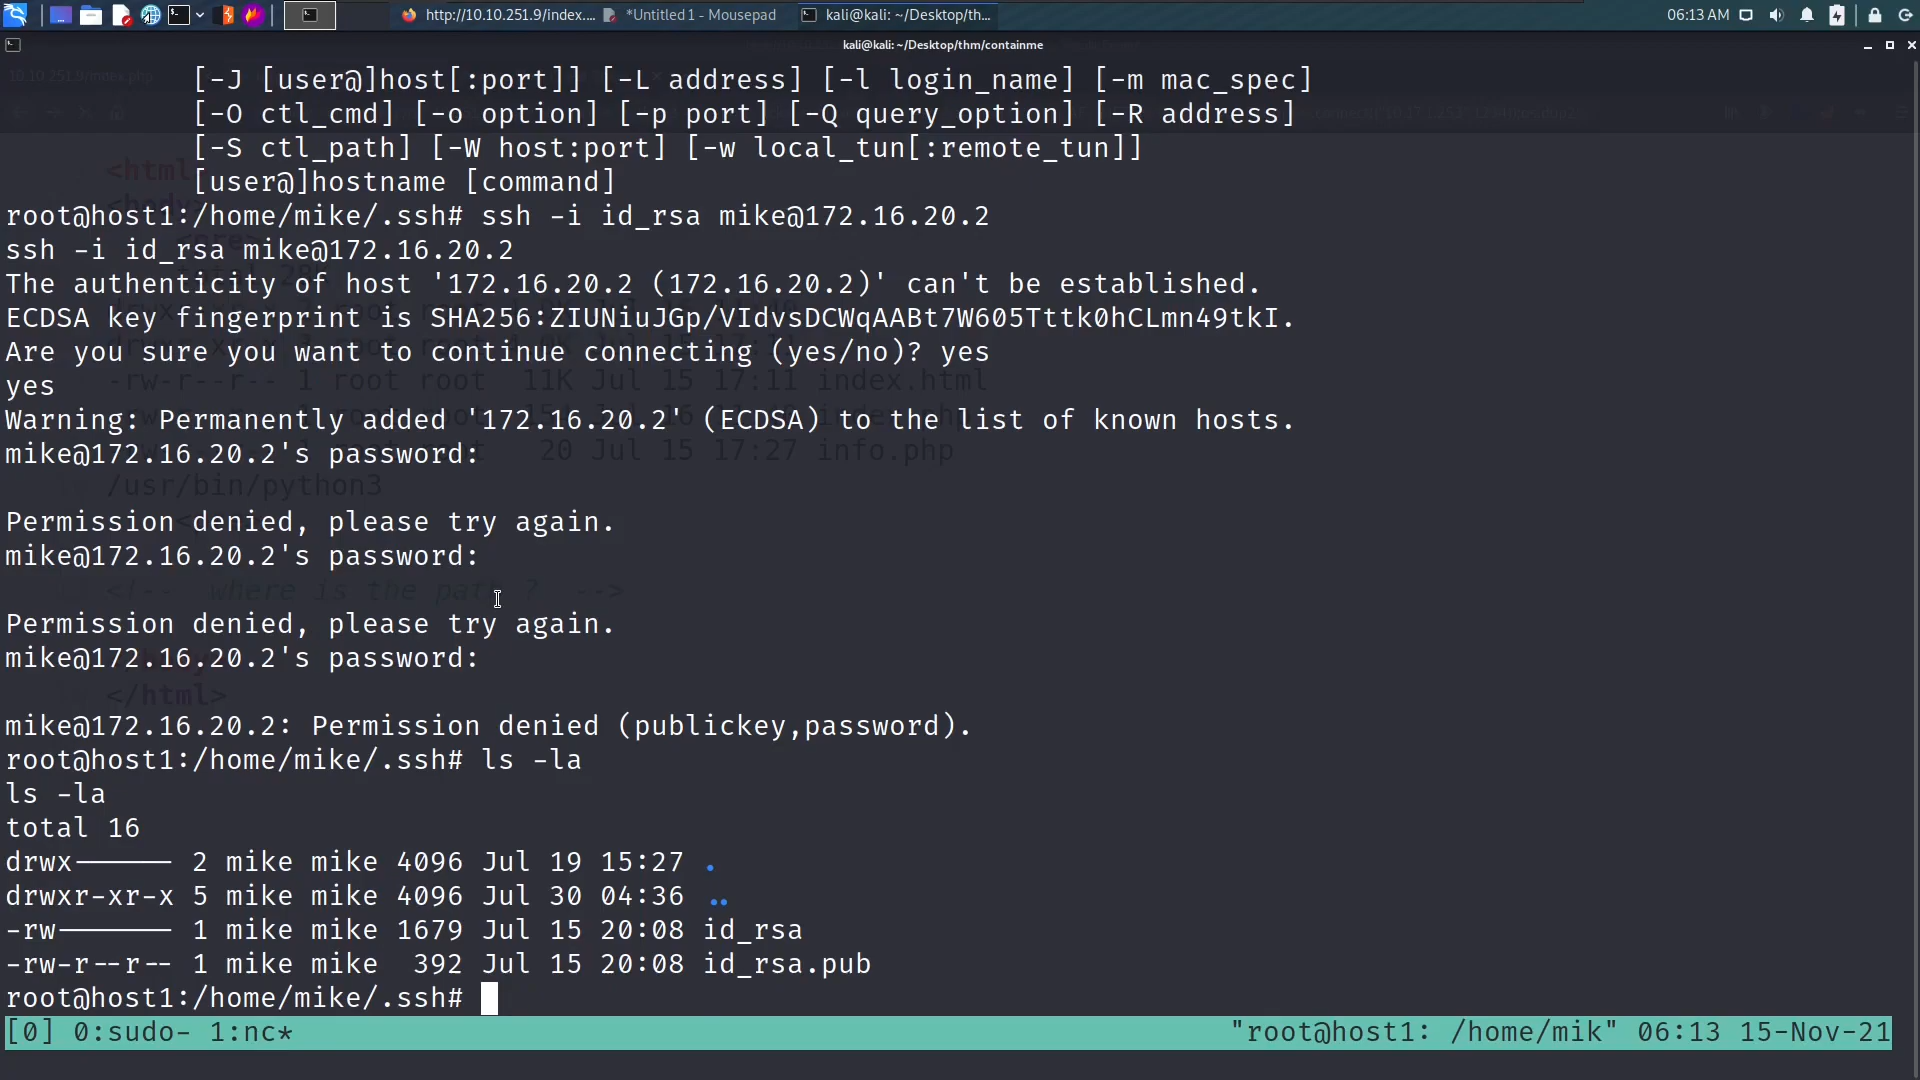 http://10.10.251.9/index....
*Untitled 1 - Mousepad
kali@kali: ~/Desktop/th...
06:13 AM
kali@kali: ~/Desktop/thm/containme
10.10.251.9/index.php
[-J [user@]host[:port]] [-L address] [-l login_name] [-m mac_spec]
[-O ctl_cmd] [-o option] [-p port] [-Q query_option] [-R address]
[-S ctl_path] [-W host:port] [-w local_tun[:remote_tun]]
<html
[user@]hostname [command]
<body>
root@host1:/home/mike/.ssh# ssh -i id_rsa mike@172.16.20.2
ssh -i id_rsa mike@172.16.20.2
The authenticity of host '172.16.20.2 (172.16.20.2)' can't be established.
ECDSA key fingerprint is SHA256:ZIUNiuJGp/VIdvsDCWqAABt7W605Tttk0hCLmn49tkI.
Are you sure you want to continue connecting (yes/no)? yes
-rw-r--r-- 1 root root 11K Jul 15 17:11 index.html
yes
Warning: Permanently added '172.16.20.2' (ECDSA) to the list of known hosts.
mike@172.16.20.2's password:
20 Jul 15 17:27 info.php
/usr/bin/python3
Permission denied, please try again.
mike@172.16.20.2's password:
<!-- where is the path ? -->
Permission denied, please try again.
mike@172.16.20.2's password:
</html>
mike@172.16.20.2: Permission denied (publickey,password).
root@host1:/home/mike/.ssh# ls -la
ls -la
total 16
drwx------ 2 mike mike 4096 Jul 19 15:27 .
drwxr-xr-x 5 mike mike 4096 Jul 30 04:36 ..
-rw------- 1 mike mike 1679 Jul 15 20:08 id_rsa
-rw-r--r-- 1 mike mike  392 Jul 15 20:08 id_rsa.pub
root@host1:/home/mike/.ssh#
[0] 0:sudo- 1:nc*
"root@host1: /home/mik" 06:13 15-Nov-21